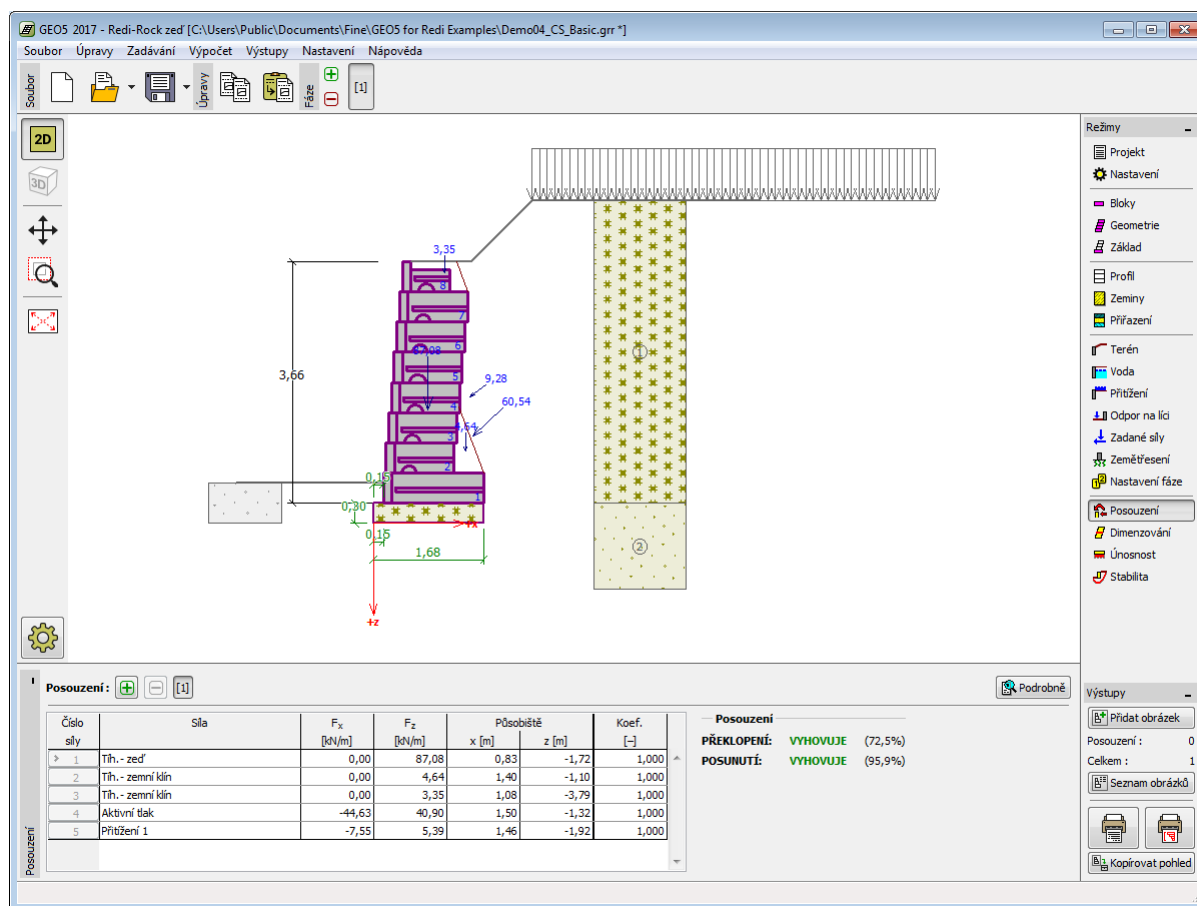 GEO5 2017 - Redi-Rock zeď [C:\Users\Public\Documents\Fine\GEO5 for Redi Examples\Demo04_CS_Basic.grr *]
Soubor Úpravy Zadávání Výpočet Výstupy Nastavení Nápověda
Soubor
Úpravy
Fáze
[1]
2D
3D
3,35
8
7
6
87,08
5
4
3
2
1
3,66
9,28
60,54
4,64
0,15
0,30
0,15
1,68
+x
+z
1
2
Režimy
Projekt
Nastavení
Bloky
Geometrie
Základ
Profil
Zeminy
Přiřazení
Terén
Voda
Přitížení
Odpor na líci
Zadané síly
Zemětřesení
Nastavení fáze
Posouzení
Dimenzování
Únosnost
Stabilita
Posouzení
Posouzení : [1]
Podrobně
Číslo Síla Fx Fz Působiště Koef.
síly [kN/m] [kN/m] x [m] z [m] [–]
> 1 Tíh.- zeď 0,00 87,08 0,83 -1,72 1,000
2 Tíh.- zemní klín 0,00 4,64 1,40 -1,10 1,000
3 Tíh.- zemní klín 0,00 3,35 1,08 -3,79 1,000
4 Aktivní tlak -44,63 40,90 1,50 -1,32 1,000
5 Přitížení 1 -7,55 5,39 1,46 -1,92 1,000
Posouzení
PŘEKLOPENÍ: VYHOVUJE (72,5%)
POSUNUTÍ: VYHOVUJE (95,9%)
Výstupy
Přidat obrázek
Posouzení : 0
Celkem : 1
Seznam obrázků
Kopírovat pohled